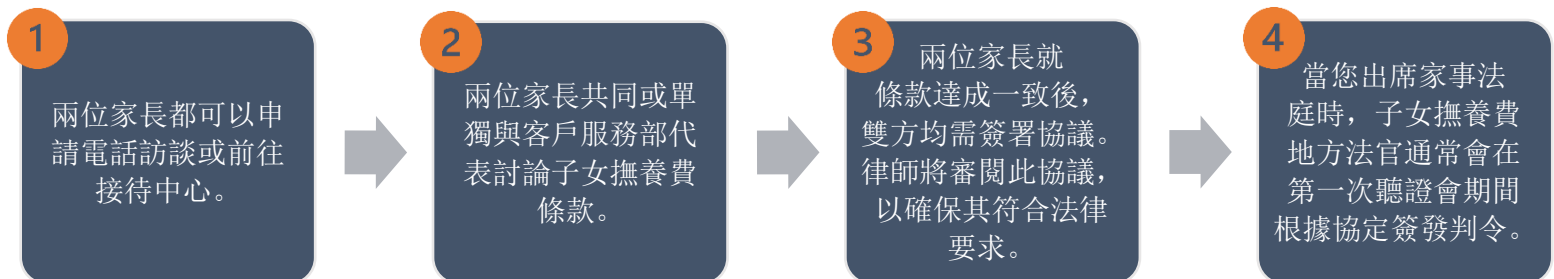 1
兩位家長都可以申
請電話訪談或前往
接待中心。
2
兩位家長共同或單
獨與客戶服務部代
表討論子女撫養費
條款。
3
兩位家長就
條款達成一致後，
雙方均需簽署協議。
律師將審閱此協議，
以確保其符合法律
要求。
4
當您出席家事法
庭時，子女撫養費
地方法官通常會在
第一次聽證會期間
根據協定簽發判令。